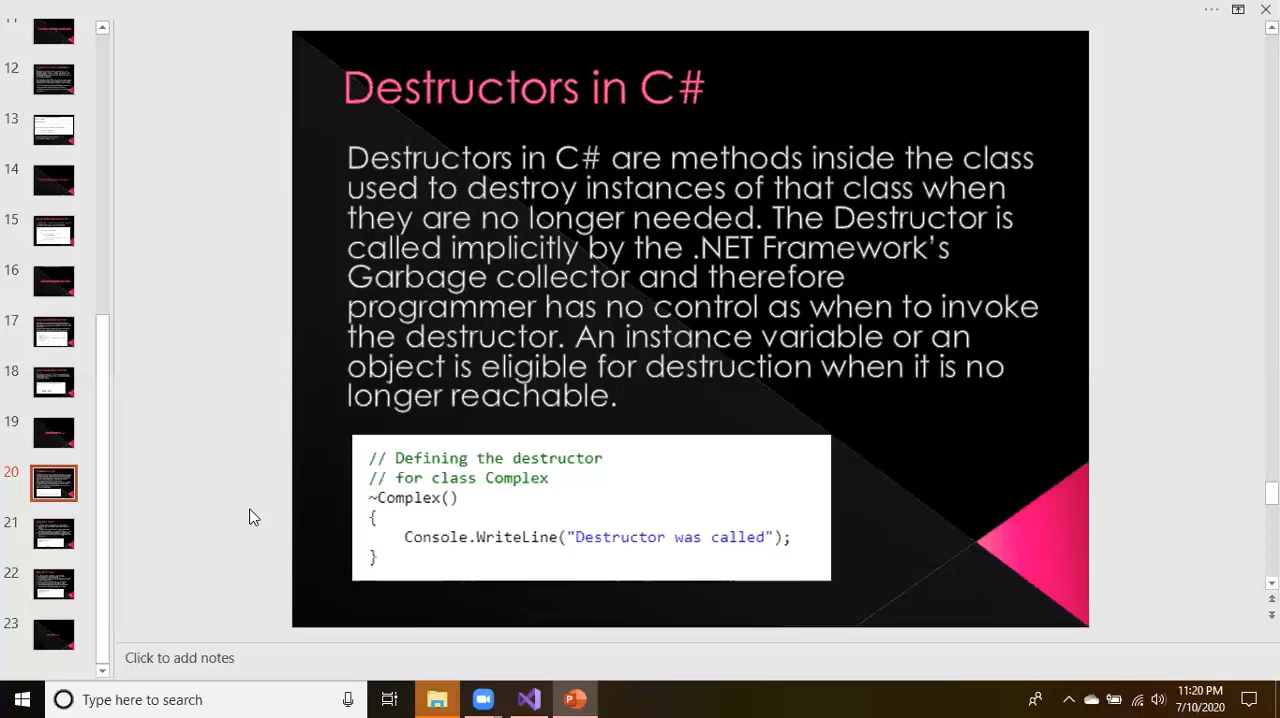 12
13
14
15
16
17
18
19
20
21
22
23
Destructors in C#
Destructors in C# are methods inside the class
used to destroy instances of that class when
they are no longer needed. The Destructor is
called implicitly by the .NET Framework's
Garbage collector and therefore
programmer has no control as when to invoke
the destructor. An instance variable or an
object is eligible for destruction when it is no
longer reachable.
// Defining the destructor
// for class Complex
~Complex()
{
Console.WriteLine("Destructor was called");
}
Click to add notes
Type here to search
11:20 PM
7/10/2020